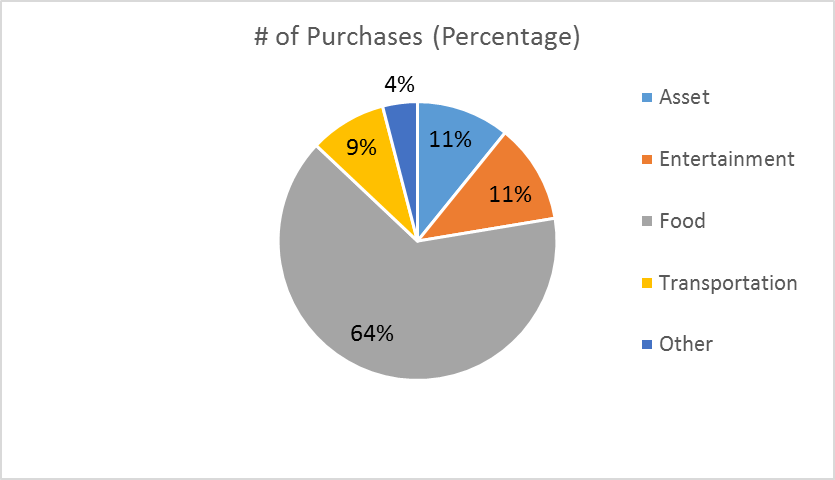 # of Purchases (Percentage)
4%
11%
9%
11%
64%
Asset
Entertainment
Food
Transportation
Other